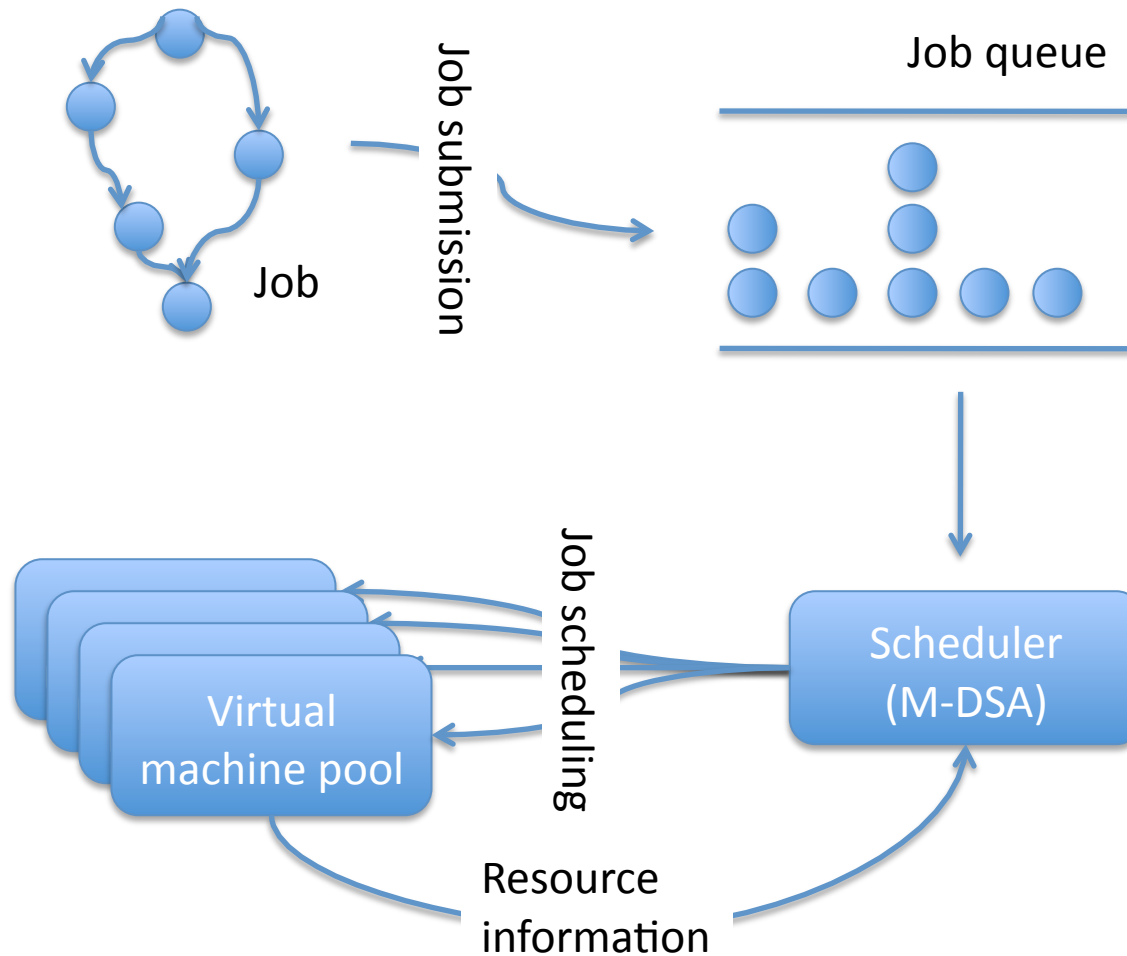 Job queue
Job submission
Job
Job scheduling
Scheduler
(M-DSA)
Virtual
machine pool
Resource
information